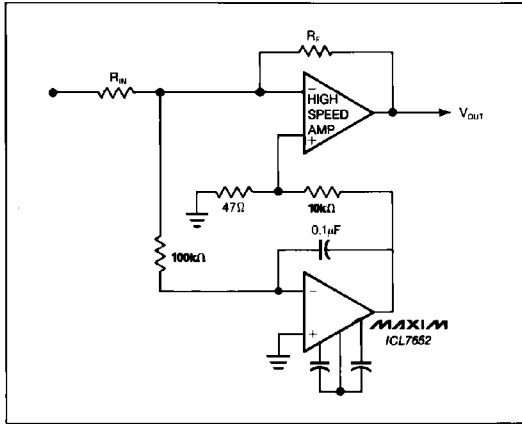 R_F
R_IN
−
HIGH
SPEED
AMP
+
V_OUT
47Ω
10kΩ
0.1μF
100kΩ
−
+
MAXIM
ICL7652